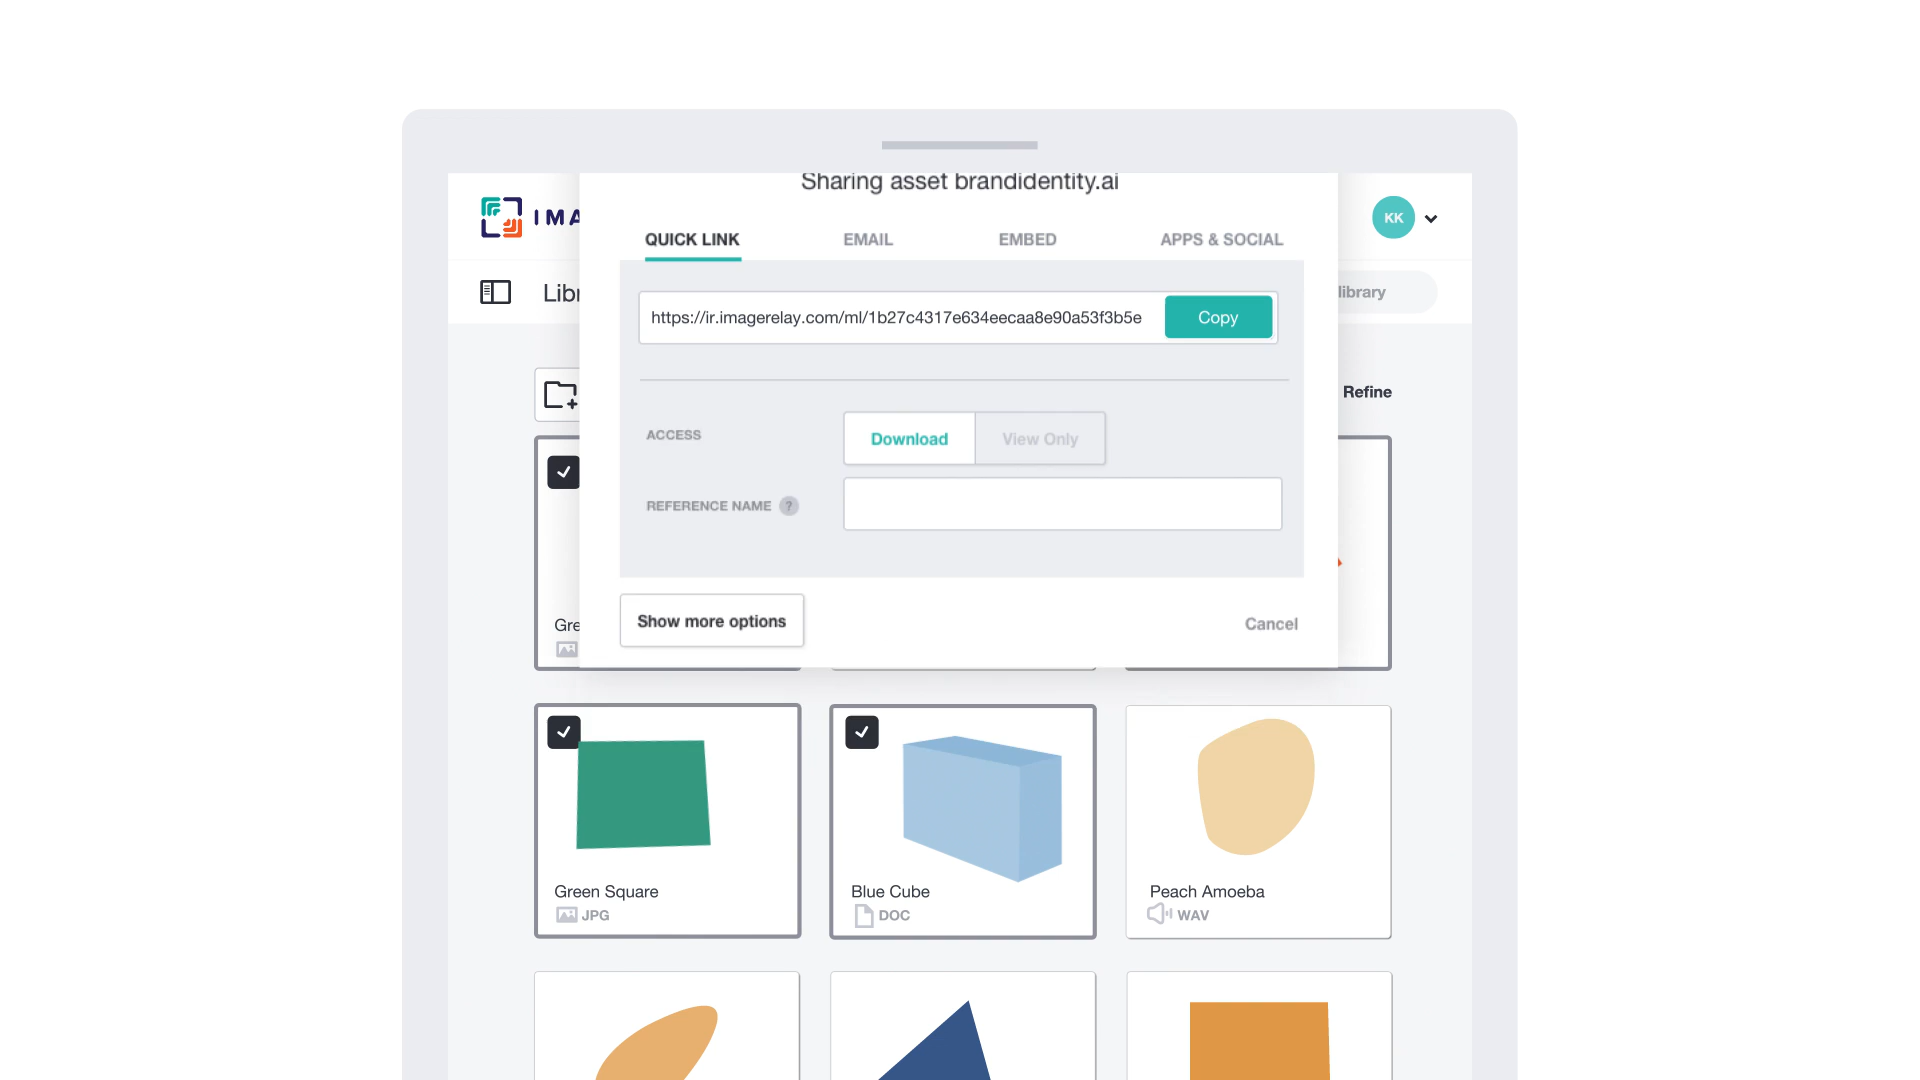 Sharing asset brandidentity.ai
IMA
KK
QUICK LINK
EMAIL
EMBED
APPS & SOCIAL
Libr
library
https://ir.imagerelay.com/ml/1b27c4317e634eecaa8e90a53f3b5e
Copy
Refine
ACCESS
Download
View Only
REFERENCE NAME ?
Show more options
Cancel
Gre
Green Square
JPG
Blue Cube
DOC
Peach Amoeba
WAV